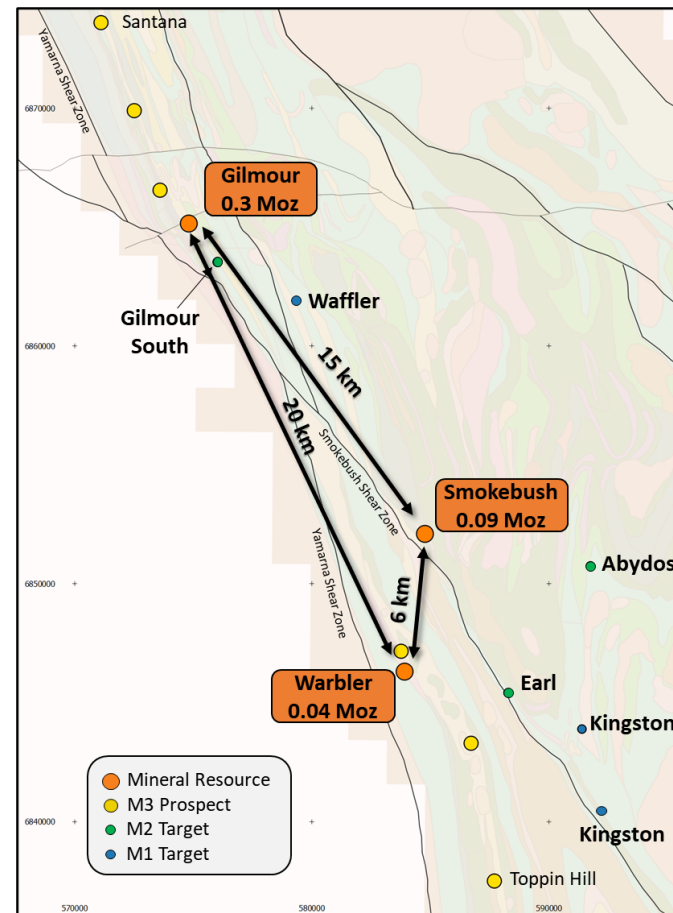 Santana
Yamarna Shear Zone
6870000
Gilmour
0.3 Moz
Waffler
Gilmour
South
6860000
15 km
20 km
Smokebush Shear Zone
Smokebush
0.09 Moz
Yamarna Shear Zone
Abydos
6850000
6 km
Warbler
0.04 Moz
Earl
Kingston
Mineral Resource
M3 Prospect
M2 Target
M1 Target
6840000
Kingston
Toppin Hill
570000
580000
590000